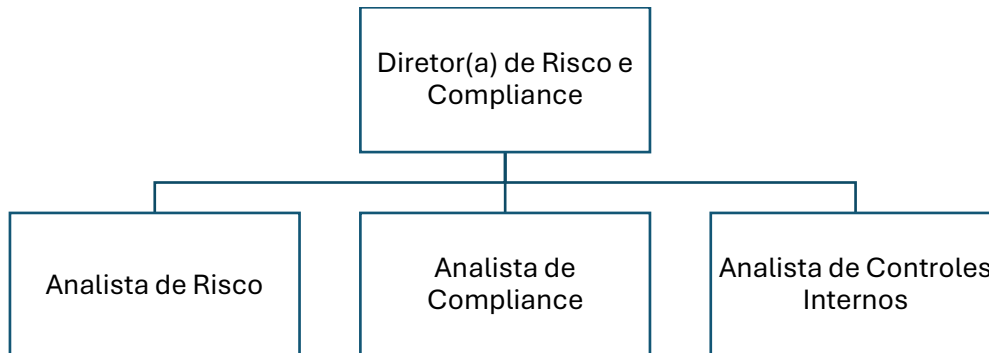 Diretor(a) de Risco e
Compliance
Analista de Risco
Analista de
Compliance
Analista de Controles
Internos